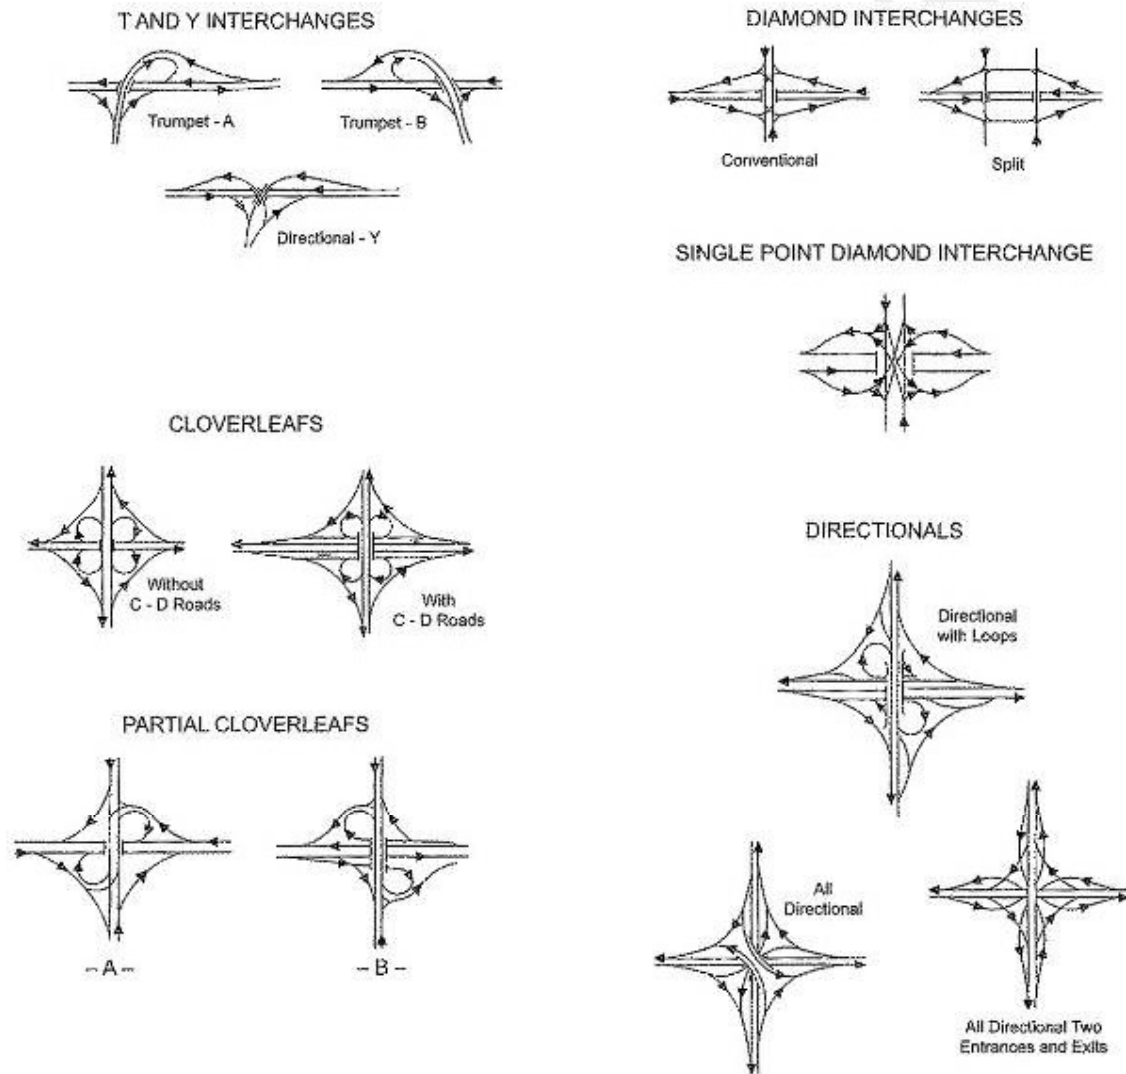 T AND Y INTERCHANGES
Trumpet - A
Trumpet - B
Directional - Y
DIAMOND INTERCHANGES
Conventional
Split
SINGLE POINT DIAMOND INTERCHANGE
CLOVERLEAFS
Without
C - D Roads
With
C - D Roads
DIRECTIONALS
Directional
with Loops
PARTIAL CLOVERLEAFS
- A -
- B -
All
Directional
All Directional Two
Entrances and Exits